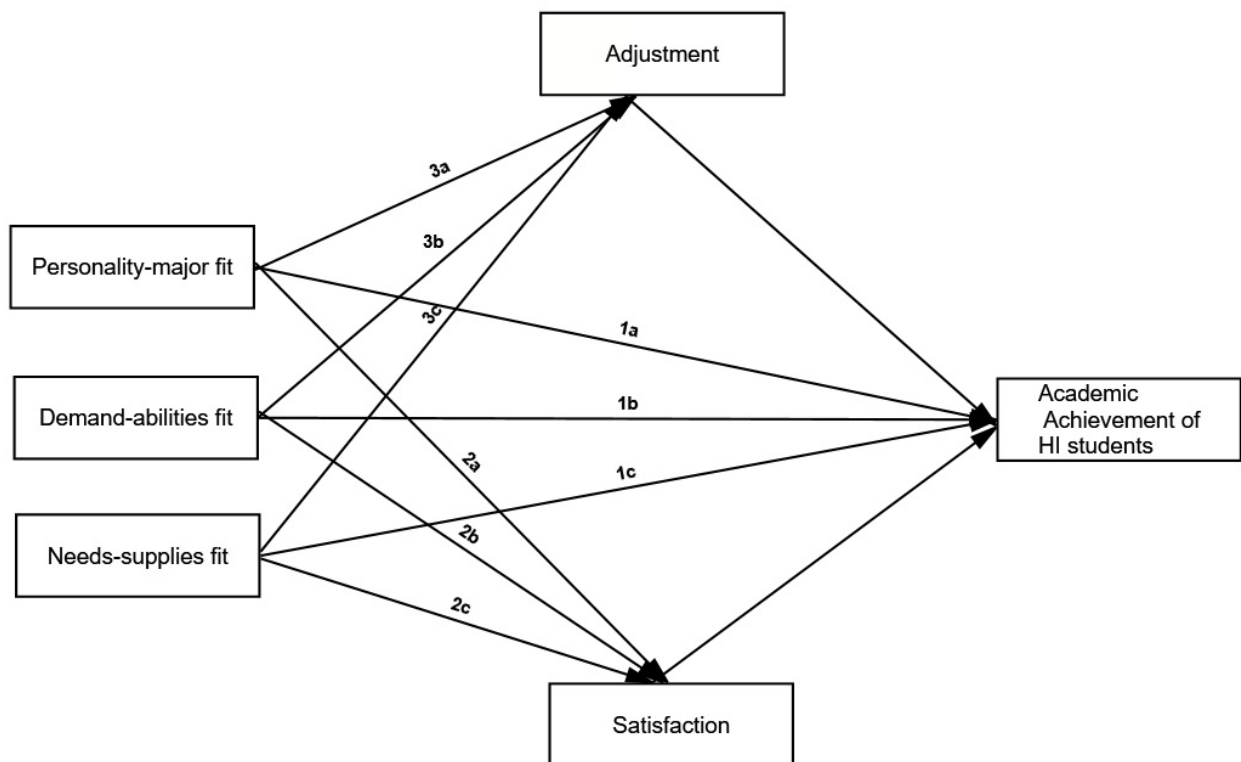 Adjustment
3a
3b
Personality-major fit
3c
1a
Demand-abilities fit
1b
Academic
Achievement of
HI students
2a
1c
Needs-supplies fit
2b
2c
Satisfaction